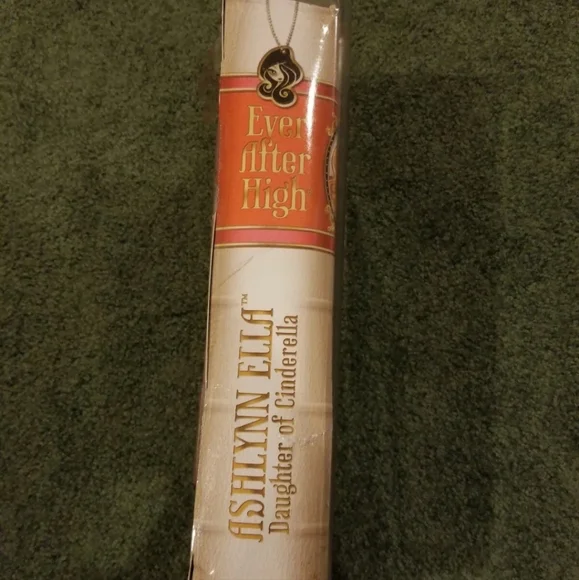 Ever
After
High
ASHLYNN ELLA™
Daughter of Cinderella